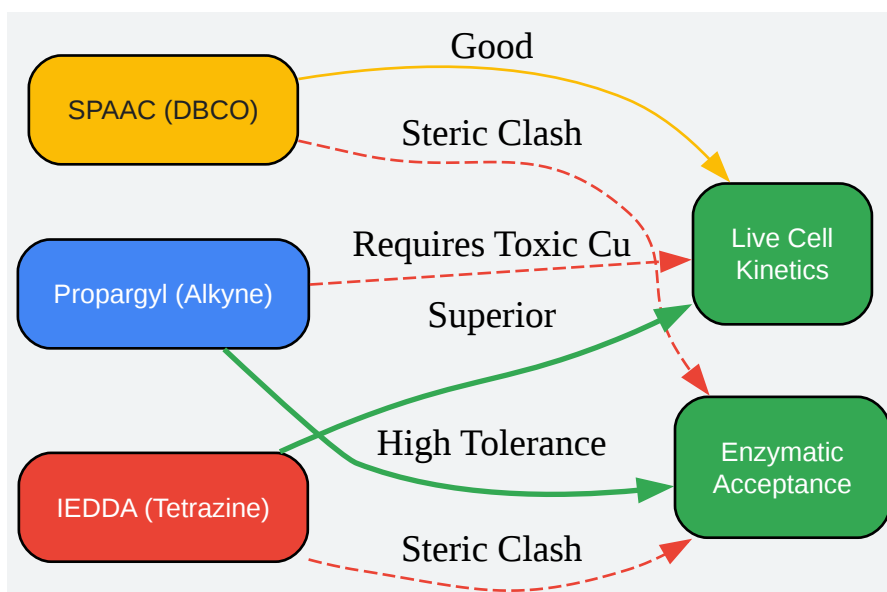 Good
SPAAC (DBCO)
Steric Clash
Requires Toxic Cu
Live Cell
Kinetics
Propargyl (Alkyne)
Superior
High Tolerance
Enzymatic
Acceptance
IEDDA (Tetrazine)
Steric Clash